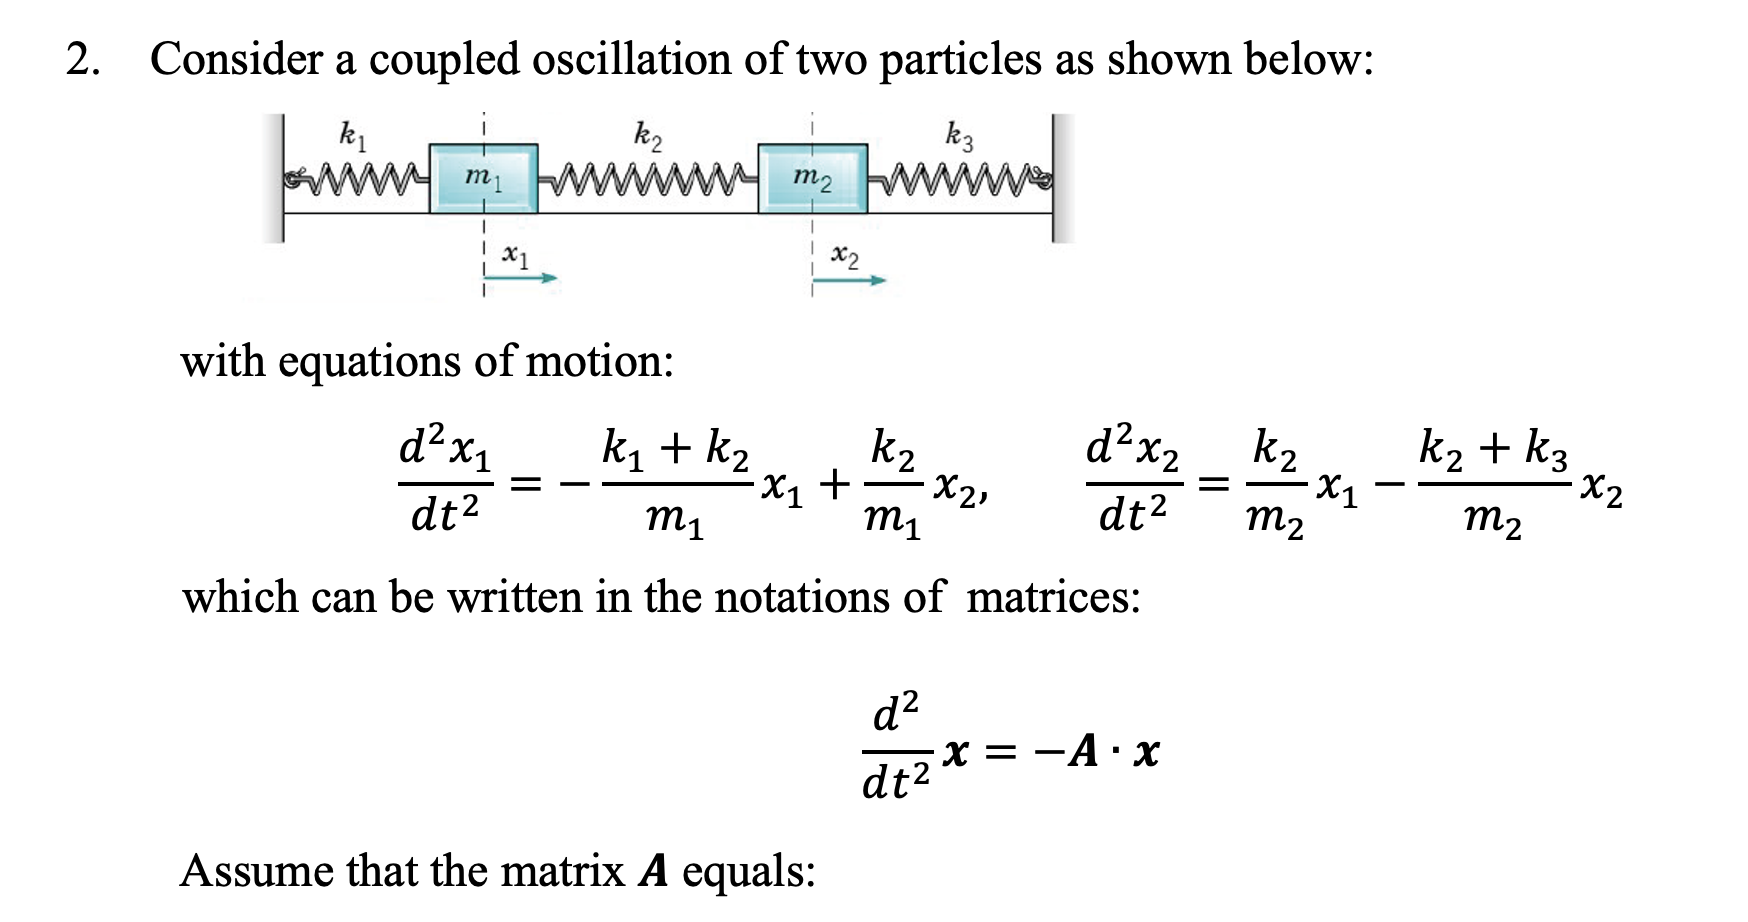 2. Consider a coupled oscillation of two particles as shown below:
k₁ k₂ k₃
m₁ m₂
x₁ x₂
with equations of motion:
d²x₁/dt² = − (k₁ + k₂)/m₁ x₁ + k₂/m₁ x₂, d²x₂/dt² = k₂/m₂ x₁ − (k₂ + k₃)/m₂ x₂
which can be written in the notations of matrices:
d²/dt² x = −A · x
Assume that the matrix A equals: